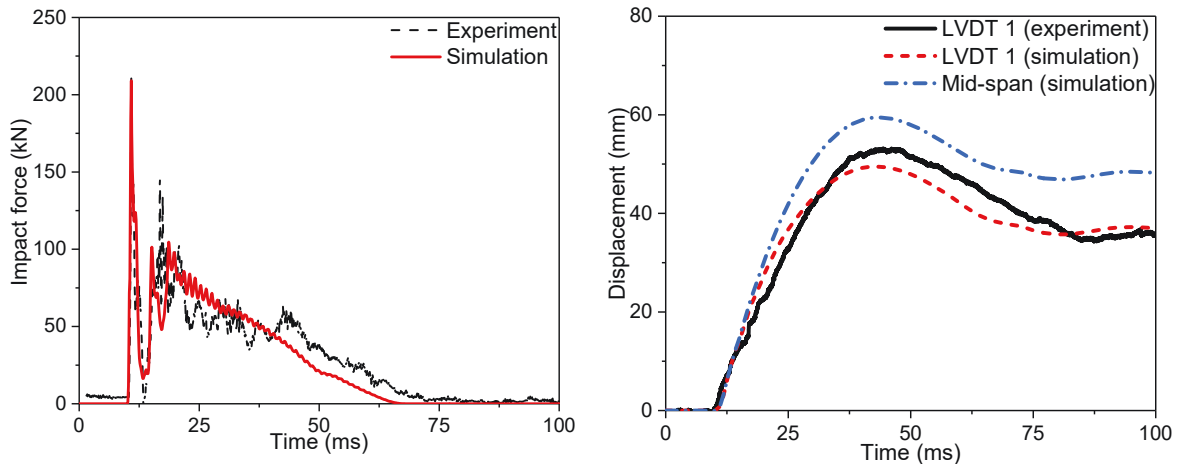 250
200
150
100
50
0
Impact force (kN)
Experiment
Simulation
0
25
50
75
100
Time (ms)
80
60
40
20
0
Displacement (mm)
LVDT 1 (experiment)
LVDT 1 (simulation)
Mid-span (simulation)
0
25
50
75
100
Time (ms)